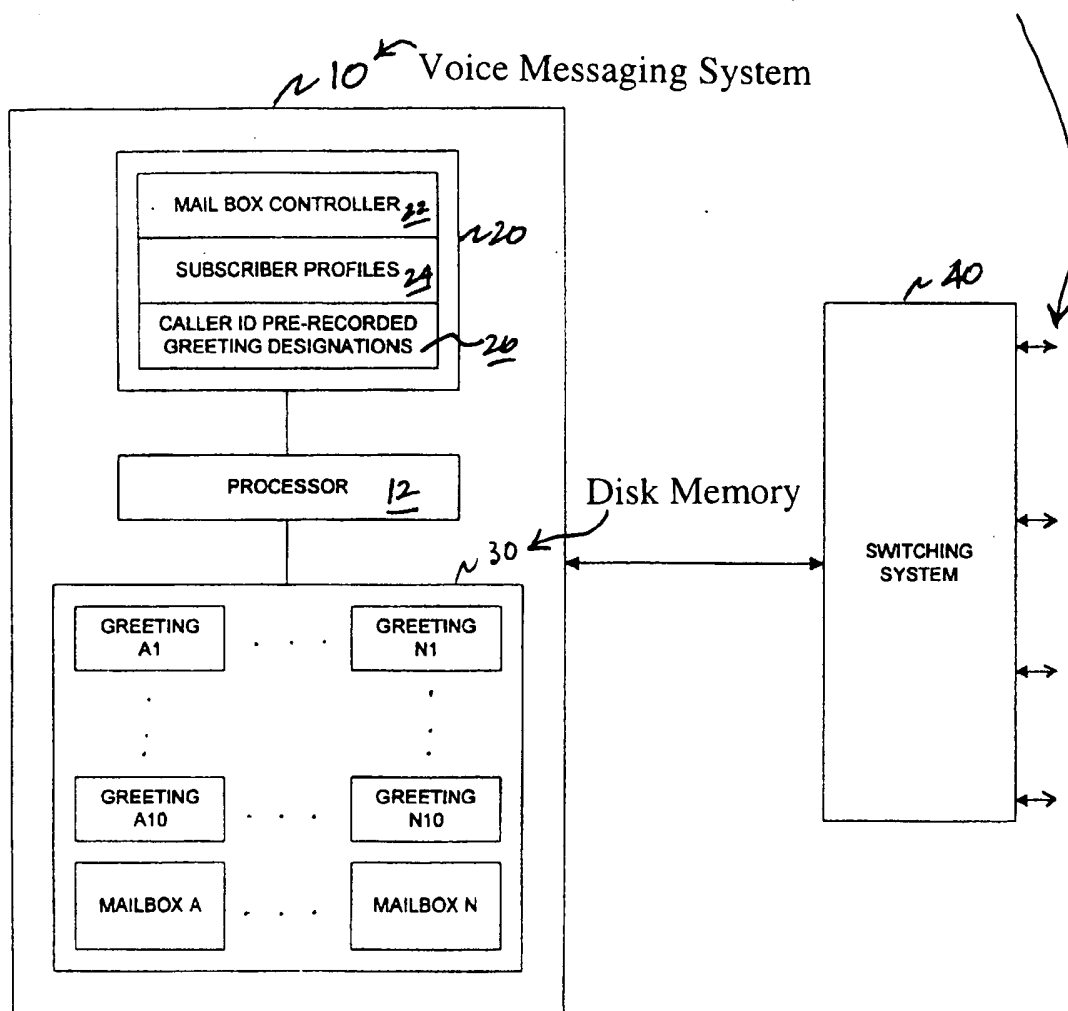 10 Voice Messaging System
MAIL BOX CONTROLLER 22
20
SUBSCRIBER PROFILES 24
CALLER ID PRE-RECORDED
GREETING DESIGNATIONS 26
40
PROCESSOR 12
Disk Memory
30
SWITCHING
SYSTEM
GREETING
A1
GREETING
N1
GREETING
A10
GREETING
N10
MAILBOX A
MAILBOX N